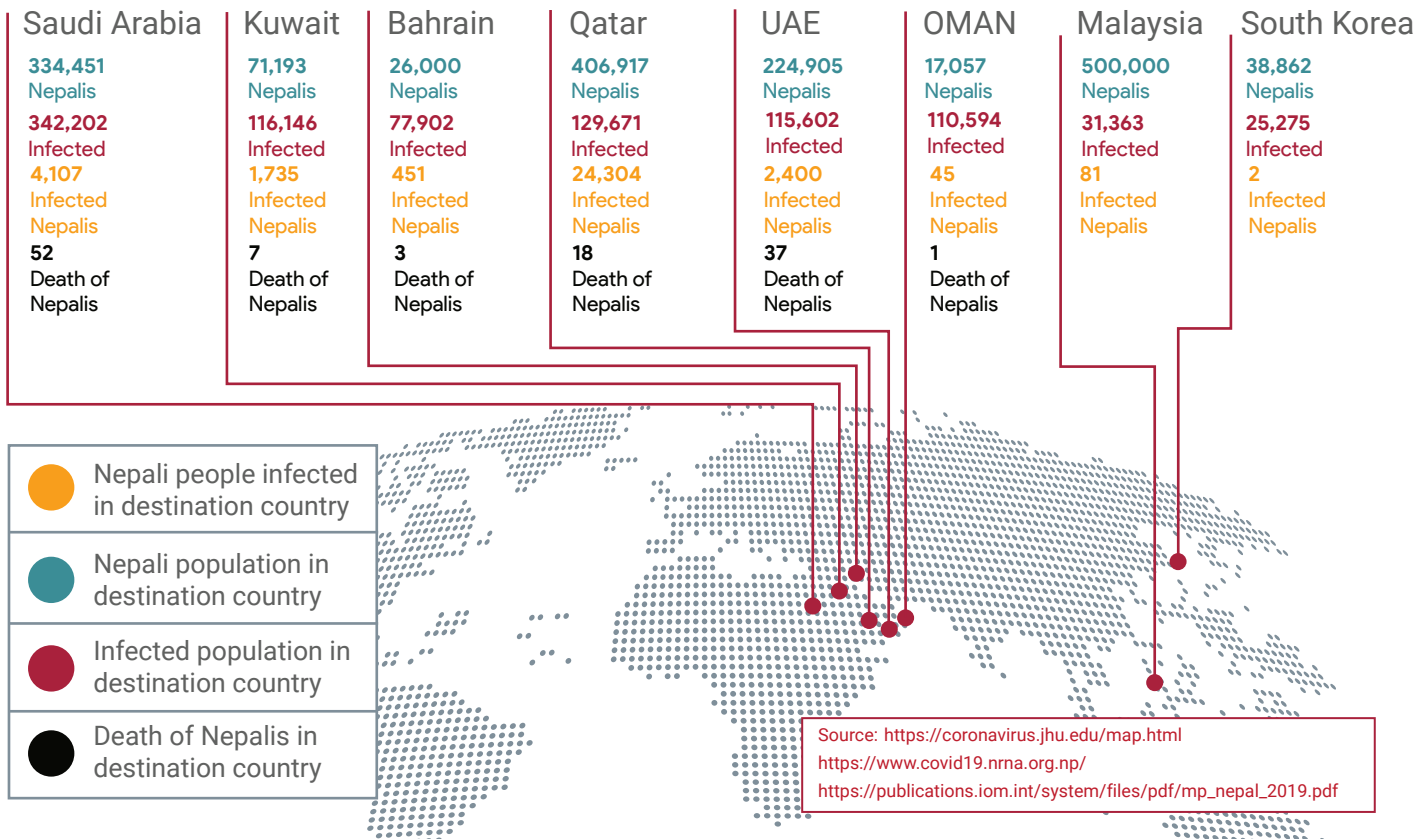 Saudi Arabia
334,451
Nepalis
342,202
Infected
4,107
Infected
Nepalis
52
Death of
Nepalis
Kuwait
71,193
Nepalis
116,146
Infected
1,735
Infected
Nepalis
7
Death of
Nepalis
Bahrain
26,000
Nepalis
77,902
Infected
451
Infected
Nepalis
3
Death of
Nepalis
Qatar
406,917
Nepalis
129,671
Infected
24,304
Infected
Nepalis
18
Death of
Nepalis
UAE
224,905
Nepalis
115,602
Infected
2,400
Infected
Nepalis
37
Death of
Nepalis
OMAN
17,057
Nepalis
110,594
Infected
45
Infected
Nepalis
1
Death of
Nepalis
Malaysia
500,000
Nepalis
31,363
Infected
81
Infected
Nepalis
South Korea
38,862
Nepalis
25,275
Infected
2
Infected
Nepalis
Nepali people infected
in destination country
Nepali population in
destination country
Infected population in
destination country
Death of Nepalis in
destination country
Source: https://coronavirus.jhu.edu/map.html
https://www.covid19.nrna.org.np/
https://publications.iom.int/system/files/pdf/mp_nepal_2019.pdf